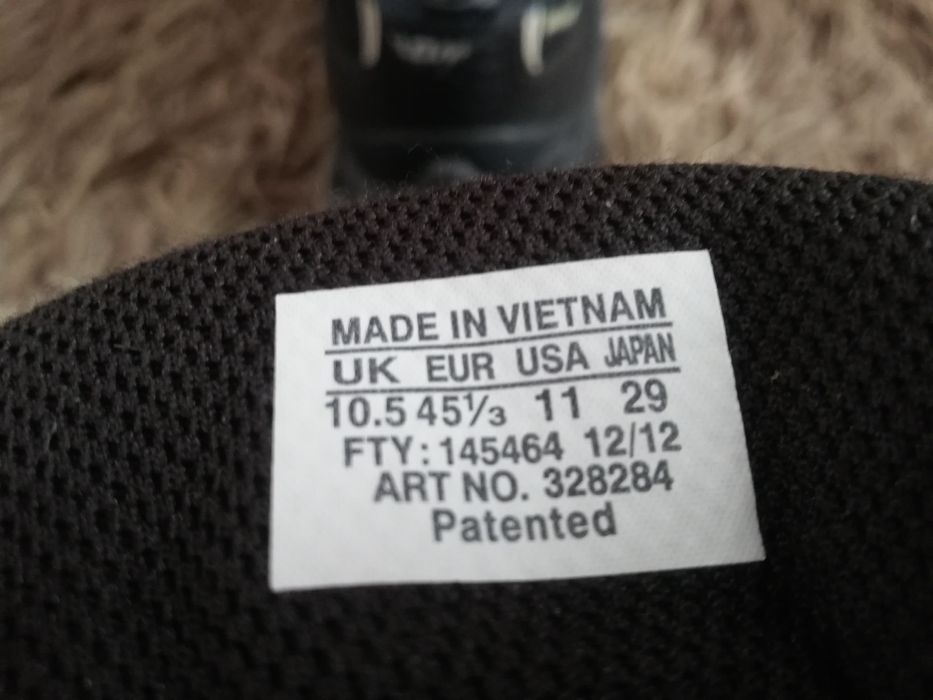 MADE IN VIETNAM
UK EUR USA JAPAN
10.5 45⅓ 11 29
FTY: 145464 12/12
ART NO. 328284
Patented